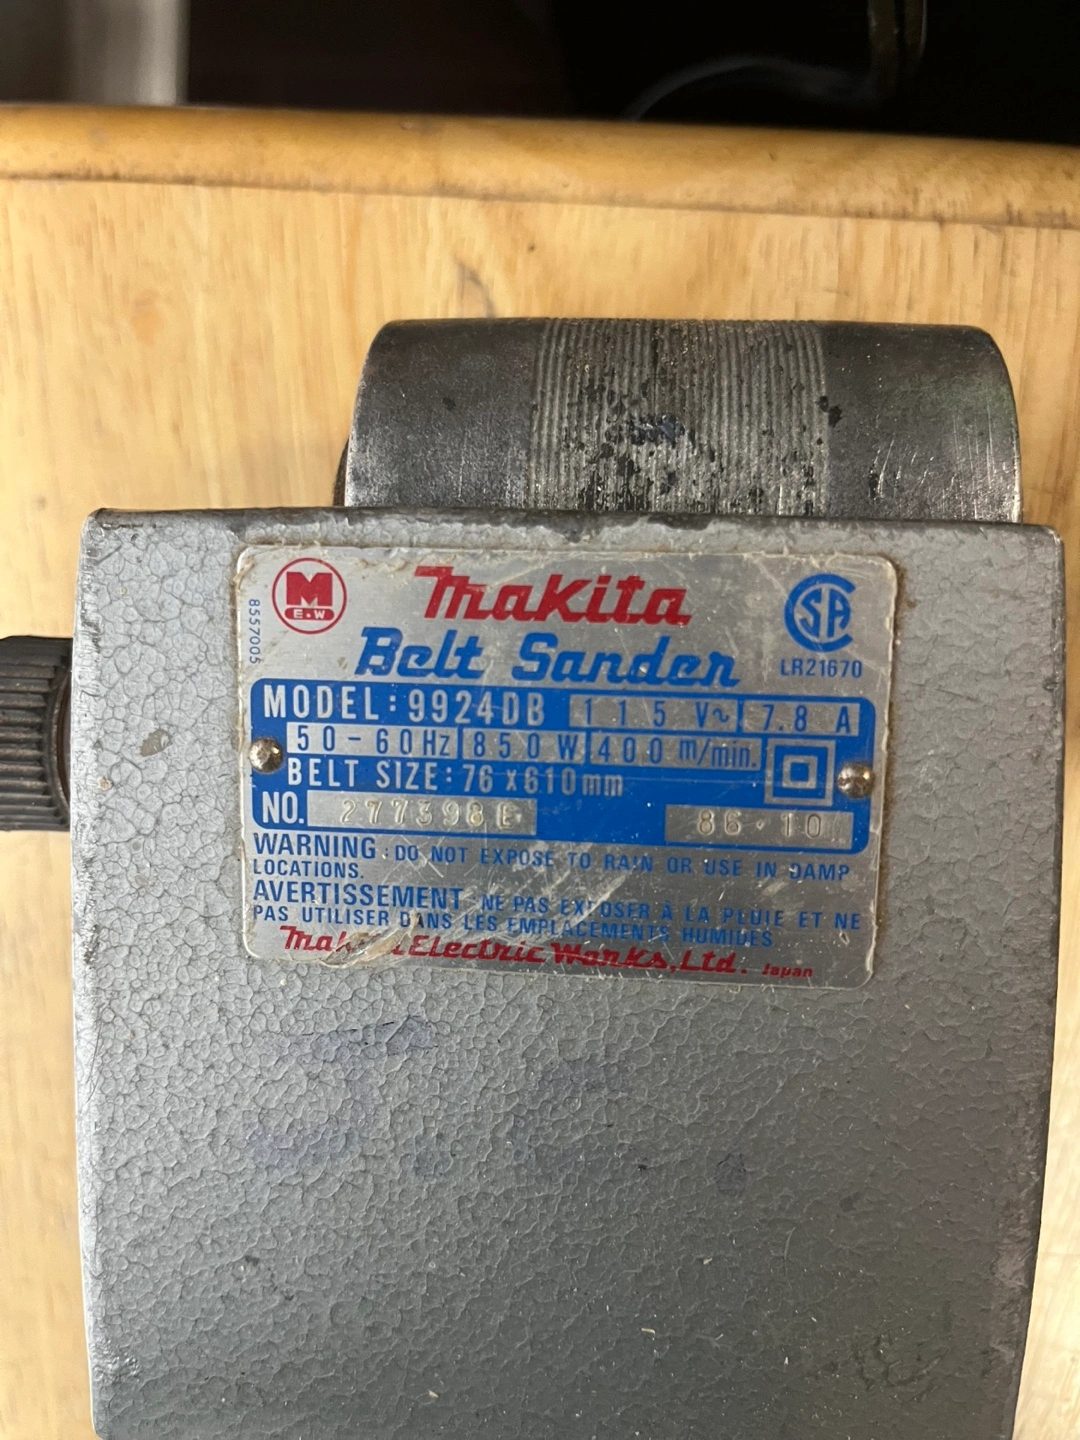 M
E.W
Makita
Belt Sander
CSA
LR21670
8557005
MODEL: 9924DB 115 V~ 7.8 A
50-60Hz 850 W 400 m/min.
BELT SIZE: 76 x 610mm
NO. 277398E 86.10
WARNING: DO NOT EXPOSE TO RAIN OR USE IN DAMP
LOCATIONS.
AVERTISSEMENT NE PAS EXPOSER À LA PLUIE ET NE
PAS UTILISER DANS LES EMPLACEMENTS HUMIDES
Makita Electric Works, Ltd. Japan